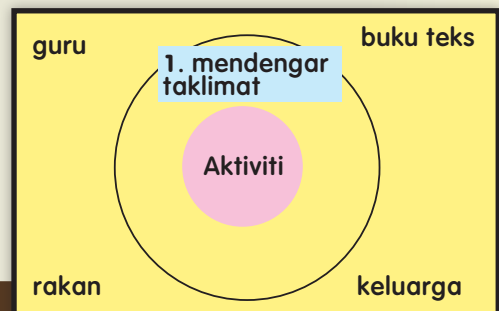 guru
buku teks
1. mendengar
taklimat
Aktiviti
rakan
keluarga